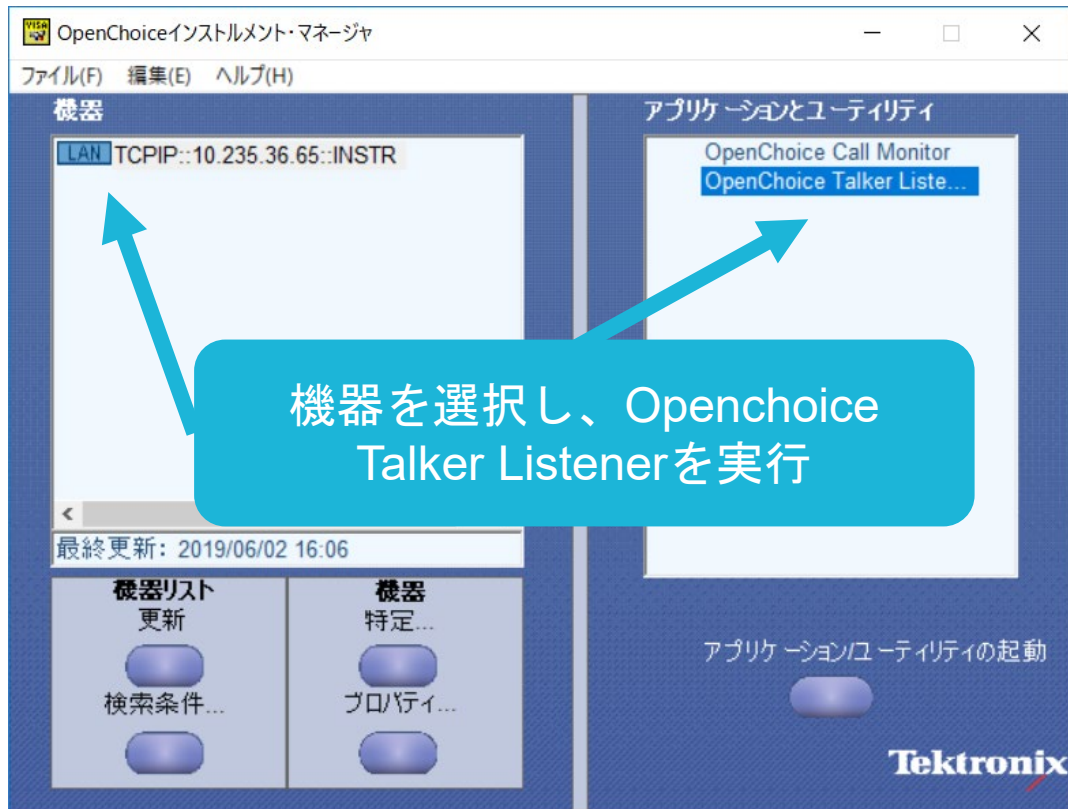 OpenChoiceインストルメント・マネージャ
ファイル(F) 編集(E) ヘルプ(H)
機器
LAN TCPIP::10.235.36.65::INSTR
アプリケーションとユーティリティ
OpenChoice Call Monitor
OpenChoice Talker Liste...
機器を選択し、Openchoice
Talker Listenerを実行
最終更新: 2019/06/02 16:06
機器リスト
更新
検索条件...
機器
特定...
プロパティ...
アプリケーション/ユーティリティの起動
Tektronix